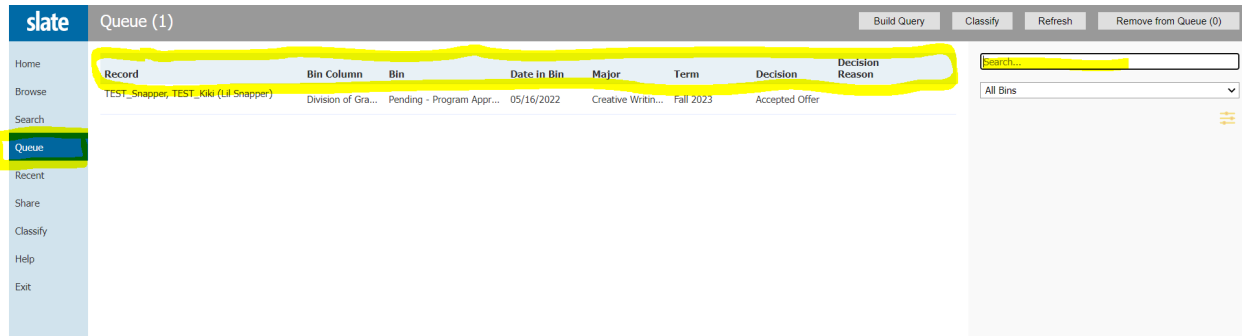 slate
Queue (1)
Build Query
Classify
Refresh
Remove from Queue (0)
Home
Browse
Search
Queue
Recent
Share
Classify
Help
Exit
Record Bin Column Bin Date in Bin Major Term Decision Decision Reason
TEST_Snapper, TEST_Kiki (Lil Snapper) Division of Gra... Pending - Program Appr... 05/16/2022 Creative Writin... Fall 2023 Accepted Offer
Search...
All Bins